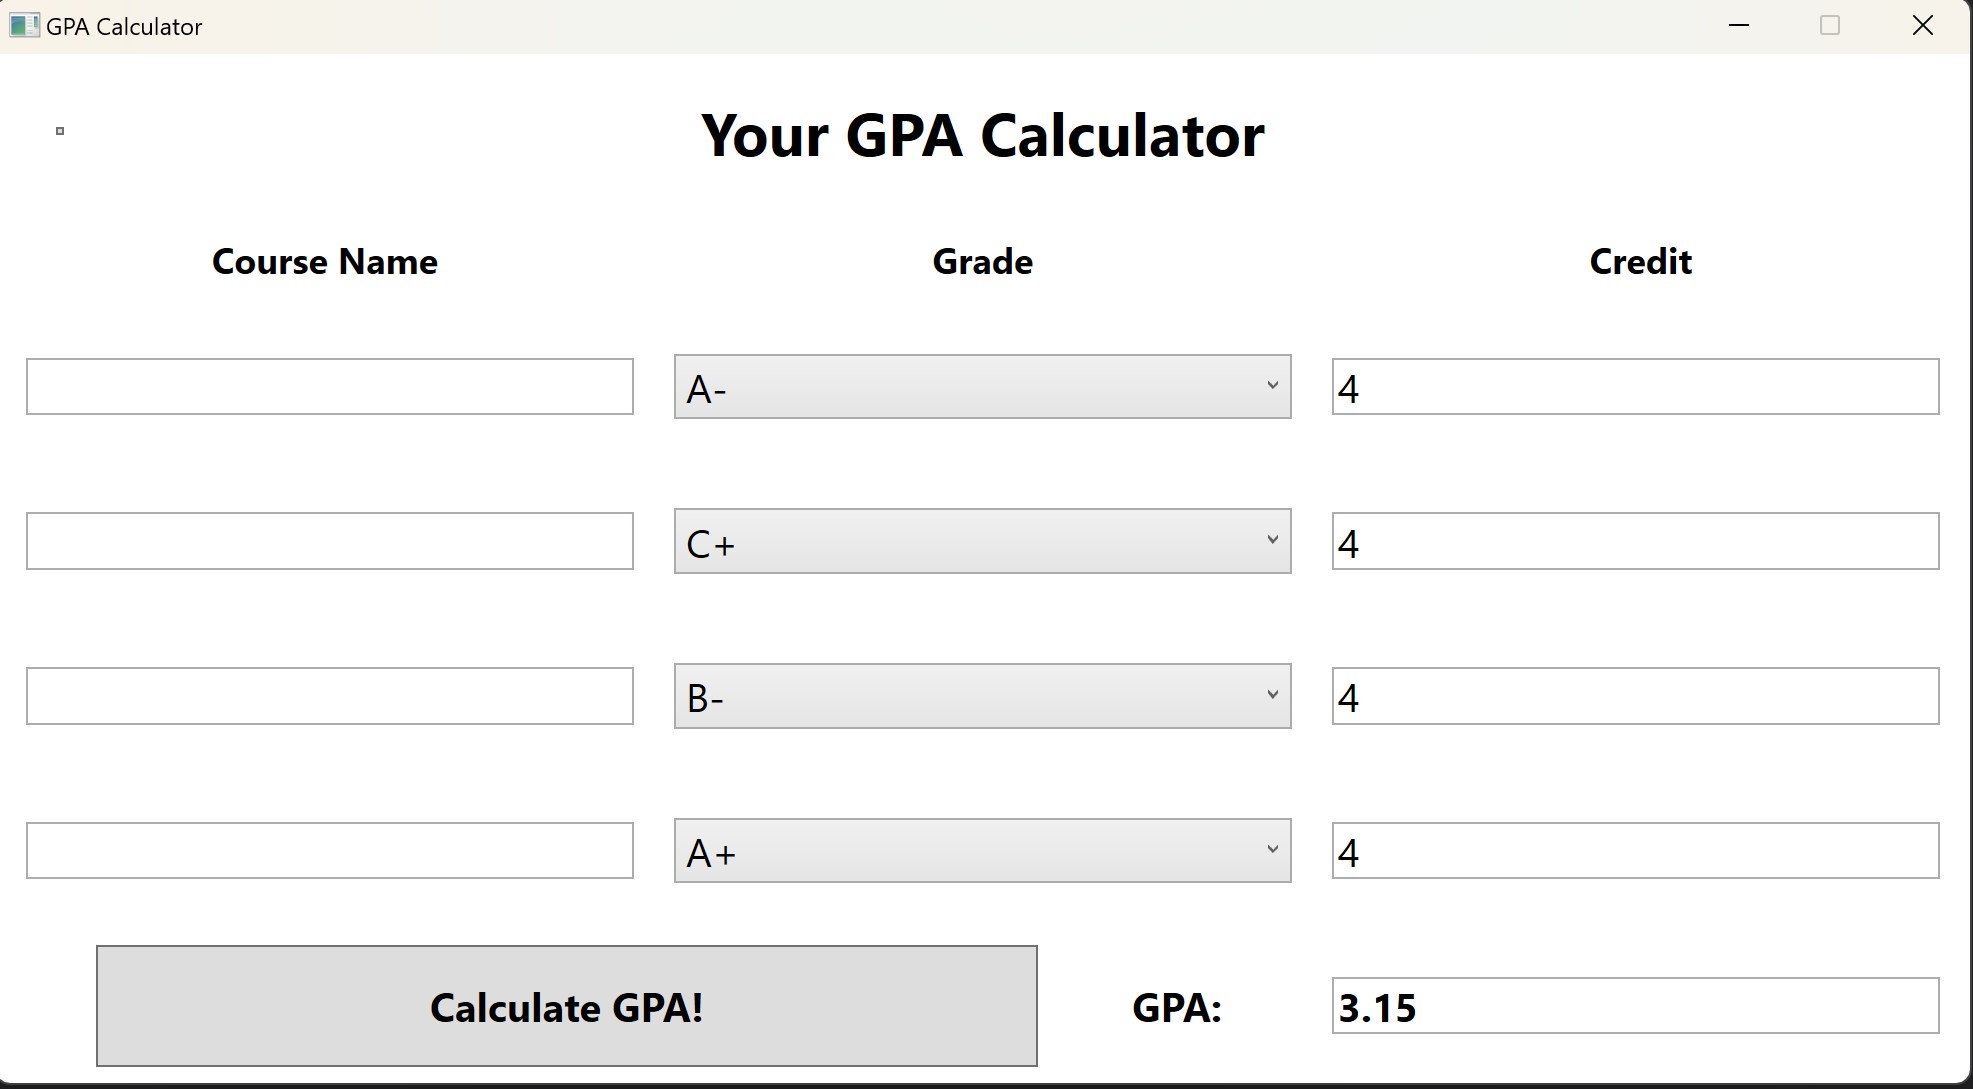 GPA Calculator
Your GPA Calculator
Course Name Grade Credit
A- 4
C+ 4
B- 4
A+ 4
Calculate GPA! GPA: 3.15